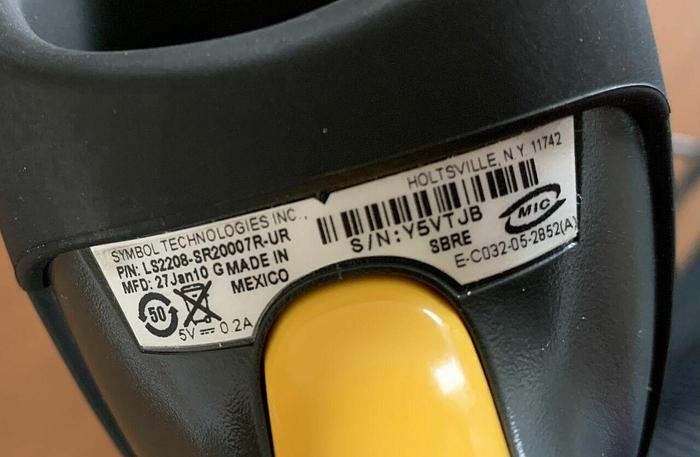 SYMBOL TECHNOLOGIES INC., HOLTSVILLE, N.Y. 11742
P/N: LS2208-SR20007R-UR
MFD: 27Jan10 G MADE IN
MEXICO
50
5V ⎓ 0.2A
S/N:Y5VTJB
SBRE
MIC
E-C032-05-2852(A)